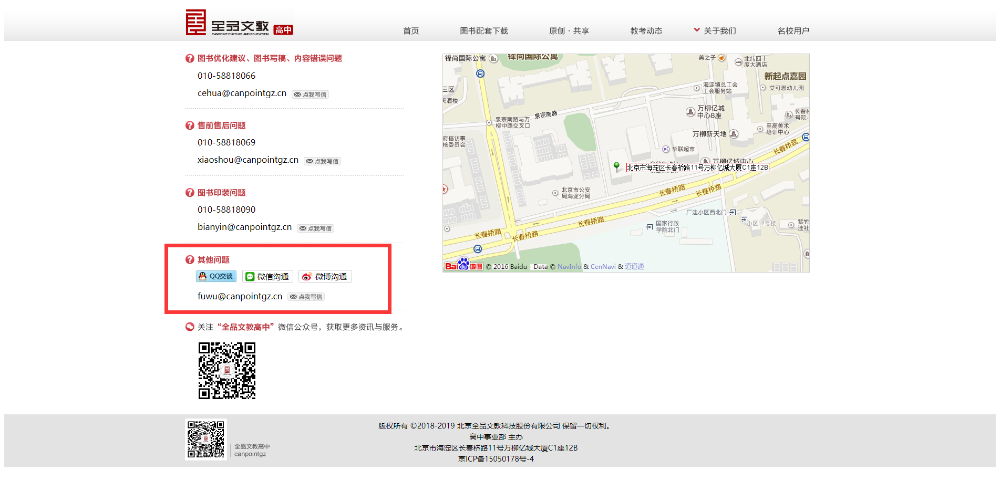 全品文教 高中
CANPOINT CULTURE AND EDUCATION
首页 图书配套下载 原创 · 共享 教考动态 关于我们 名校用户
图书优化建议、图书写稿、内容错误问题
010-58818066
cehua@canpointgz.cn 点我写信
售前售后问题
010-58818069
xiaoshou@canpointgz.cn 点我写信
图书印装问题
010-58818090
bianyin@canpointgz.cn 点我写信
其他问题
QQ交谈 微信沟通 微博沟通
fuwu@canpointgz.cn 点我写信
关注“全品文教高中”微信公众号，获取更多资讯与服务。
锋尚国际公寓
锋尚国际公寓
美之子
北纬四十
度大酒店
新起点嘉园
三区
天酒楼
海淀镇总工会
工会服务站
艾可恩幼儿园
万柳亿城
中心B座
长春桥
号院
泉宗南路
泉宗南路与万
柳中路交叉口
至高美术
培训中心
万柳新天地
府信访事
核委员会
华联超市
长春桥路
万柳亿城中心
北京市海淀区长春桥路11号万柳亿城大厦C1座12B
北京市公安
局海淀分局
长春桥路
长春桥路
厂洼小区西北门
小区12号楼
紫竹
洼社
国家行政
学院北门
长春桥路
长春桥路
长春桥路
Bai du 地图 © 2016 Baidu - Data © NavInfo & CenNavi & 道道通
全品文教高中
canpointgz
版权所有 ©2018-2019 北京全品文教科技股份有限公司 保留一切权利。
高中事业部 主办
北京市海淀区长春桥路11号万柳亿城大厦C1座12B
京ICP备15050178号-4